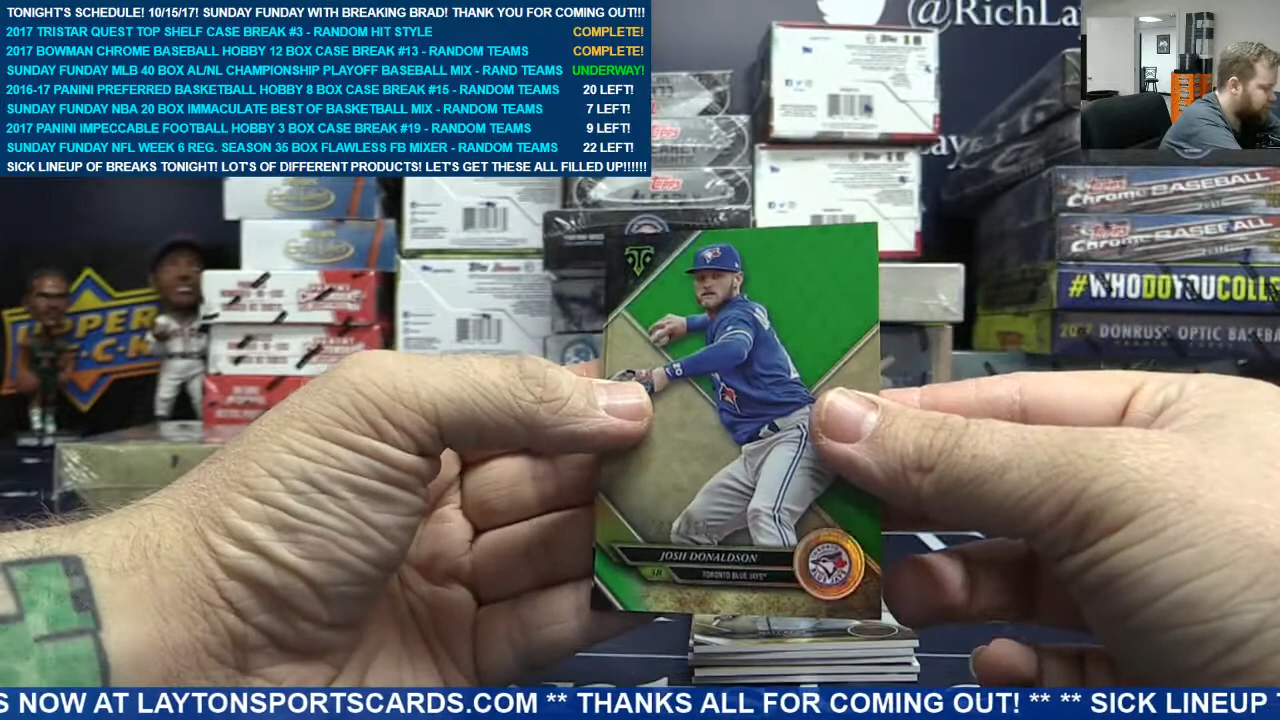 TONIGHT'S SCHEDULE! 10/15/17! SUNDAY FUNDAY WITH BREAKING BRAD! THANK YOU FOR COMING OUT!!!
2017 TRISTAR QUEST TOP SHELF CASE BREAK #3 - RANDOM HIT STYLE COMPLETE!
2017 BOWMAN CHROME BASEBALL HOBBY 12 BOX CASE BREAK #13 - RANDOM TEAMS COMPLETE!
SUNDAY FUNDAY MLB 40 BOX AL/NL CHAMPIONSHIP PLAYOFF BASEBALL MIX - RAND TEAMS UNDERWAY!
2016-17 PANINI PREFERRED BASKETBALL HOBBY 8 BOX CASE BREAK #15 - RANDOM TEAMS 20 LEFT!
SUNDAY FUNDAY NBA 20 BOX IMMACULATE BEST OF BASKETBALL MIX - RANDOM TEAMS 7 LEFT!
2017 PANINI IMPECCABLE FOOTBALL HOBBY 3 BOX CASE BREAK #19 - RANDOM TEAMS 9 LEFT!
SUNDAY FUNDAY NFL WEEK 6 REG. SEASON 35 BOX FLAWLESS FB MIXER - RANDOM TEAMS 22 LEFT!
SICK LINEUP OF BREAKS TONIGHT! LOT'S OF DIFFERENT PRODUCTS! LET'S GET THESE ALL FILLED UP!!!!!!
@RichLa
Topps Chrome BASEBALL
Topps Chrome BASEBALL
#WHODOYOUCOLL
2017 DONRUSS OPTIC BASEBA
UPPER
JOSH DONALDSON
3B TORONTO BLUE JAYS
S NOW AT LAYTONSPORTSCARDS.COM ** THANKS ALL FOR COMING OUT! ** ** SICK LINEUP